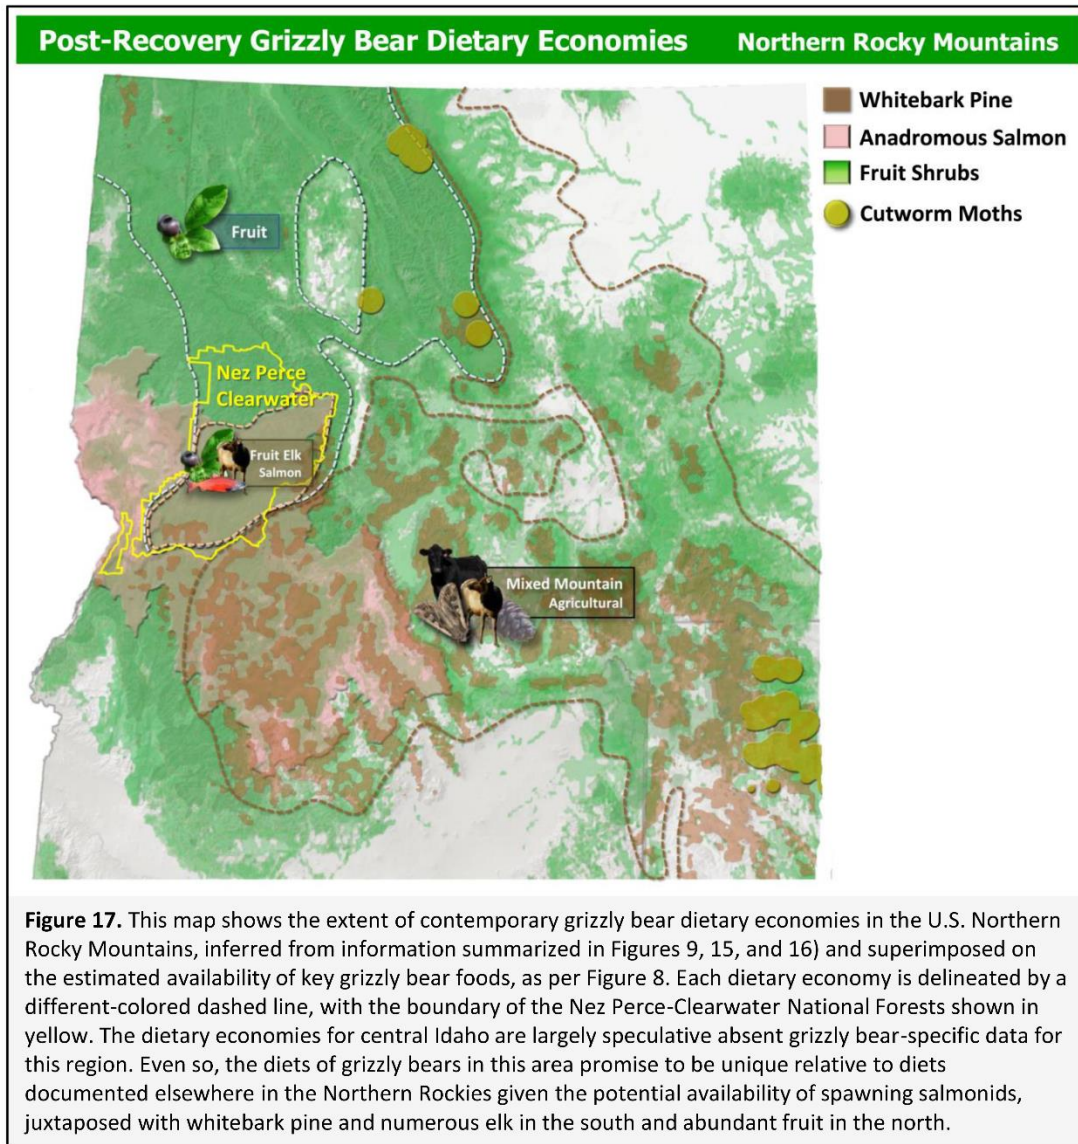 Post-Recovery Grizzly Bear Dietary Economies Northern Rocky Mountains
Whitebark Pine
Anadromous Salmon
Fruit Shrubs
Cutworm Moths
Fruit
Nez Perce
Clearwater
Fruit Elk
Salmon
Mixed Mountain
Agricultural
Figure 17. This map shows the extent of contemporary grizzly bear dietary economies in the U.S. Northern
Rocky Mountains, inferred from information summarized in Figures 9, 15, and 16) and superimposed on
the estimated availability of key grizzly bear foods, as per Figure 8. Each dietary economy is delineated by a
different-colored dashed line, with the boundary of the Nez Perce-Clearwater National Forests shown in
yellow. The dietary economies for central Idaho are largely speculative absent grizzly bear-specific data for
this region. Even so, the diets of grizzly bears in this area promise to be unique relative to diets
documented elsewhere in the Northern Rockies given the potential availability of spawning salmonids,
juxtaposed with whitebark pine and numerous elk in the south and abundant fruit in the north.